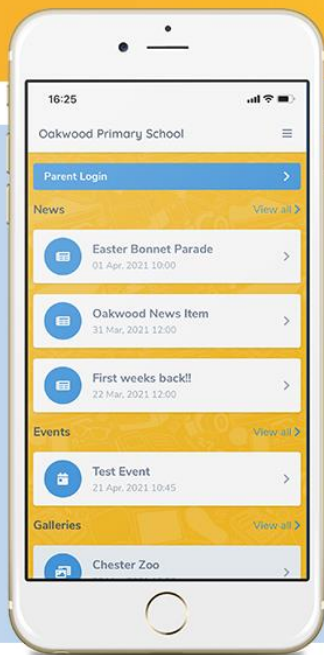 16:25
Oakwood Primary School
Parent Login
News
View all
Easter Bonnet Parade
01 Apr, 2021 10:00
Oakwood News Item
31 Mar, 2021 12:00
First weeks back!!
22 Mar, 2021 12:00
Events
View all
Test Event
21 Apr, 2021 10:45
Galleries
View all
Chester Zoo